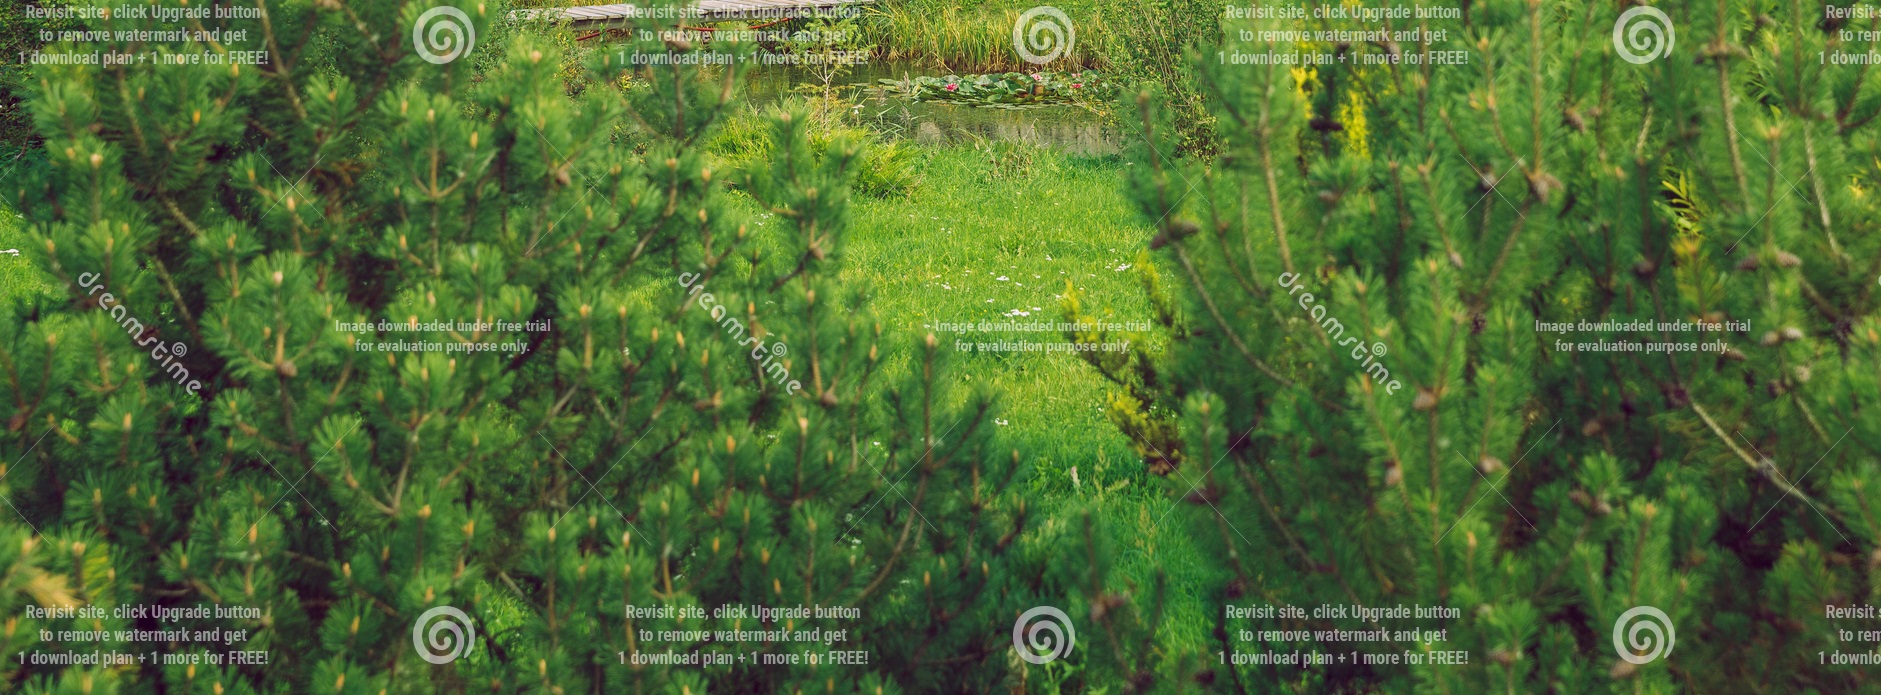 Revisit site, click Upgrade button
to remove watermark and get
1 download plan + 1 more for FREE!
Revisit site, click Upgrade button
to remove watermark and get
1 download plan + 1 more for FREE!
Revisit site, click Upgrade button
to remove watermark and get
1 download plan + 1 more for FREE!
Revisit s
to rem
1 downlo
dreamstime
dreamstime
dreamstime
Image downloaded under free trial
for evaluation purpose only.
Image downloaded under free trial
for evaluation purpose only.
Image downloaded under free trial
for evaluation purpose only.
Revisit site, click Upgrade button
to remove watermark and get
1 download plan + 1 more for FREE!
Revisit site, click Upgrade button
to remove watermark and get
1 download plan + 1 more for FREE!
Revisit site, click Upgrade button
to remove watermark and get
1 download plan + 1 more for FREE!
Revisit s
to rem
1 downlo